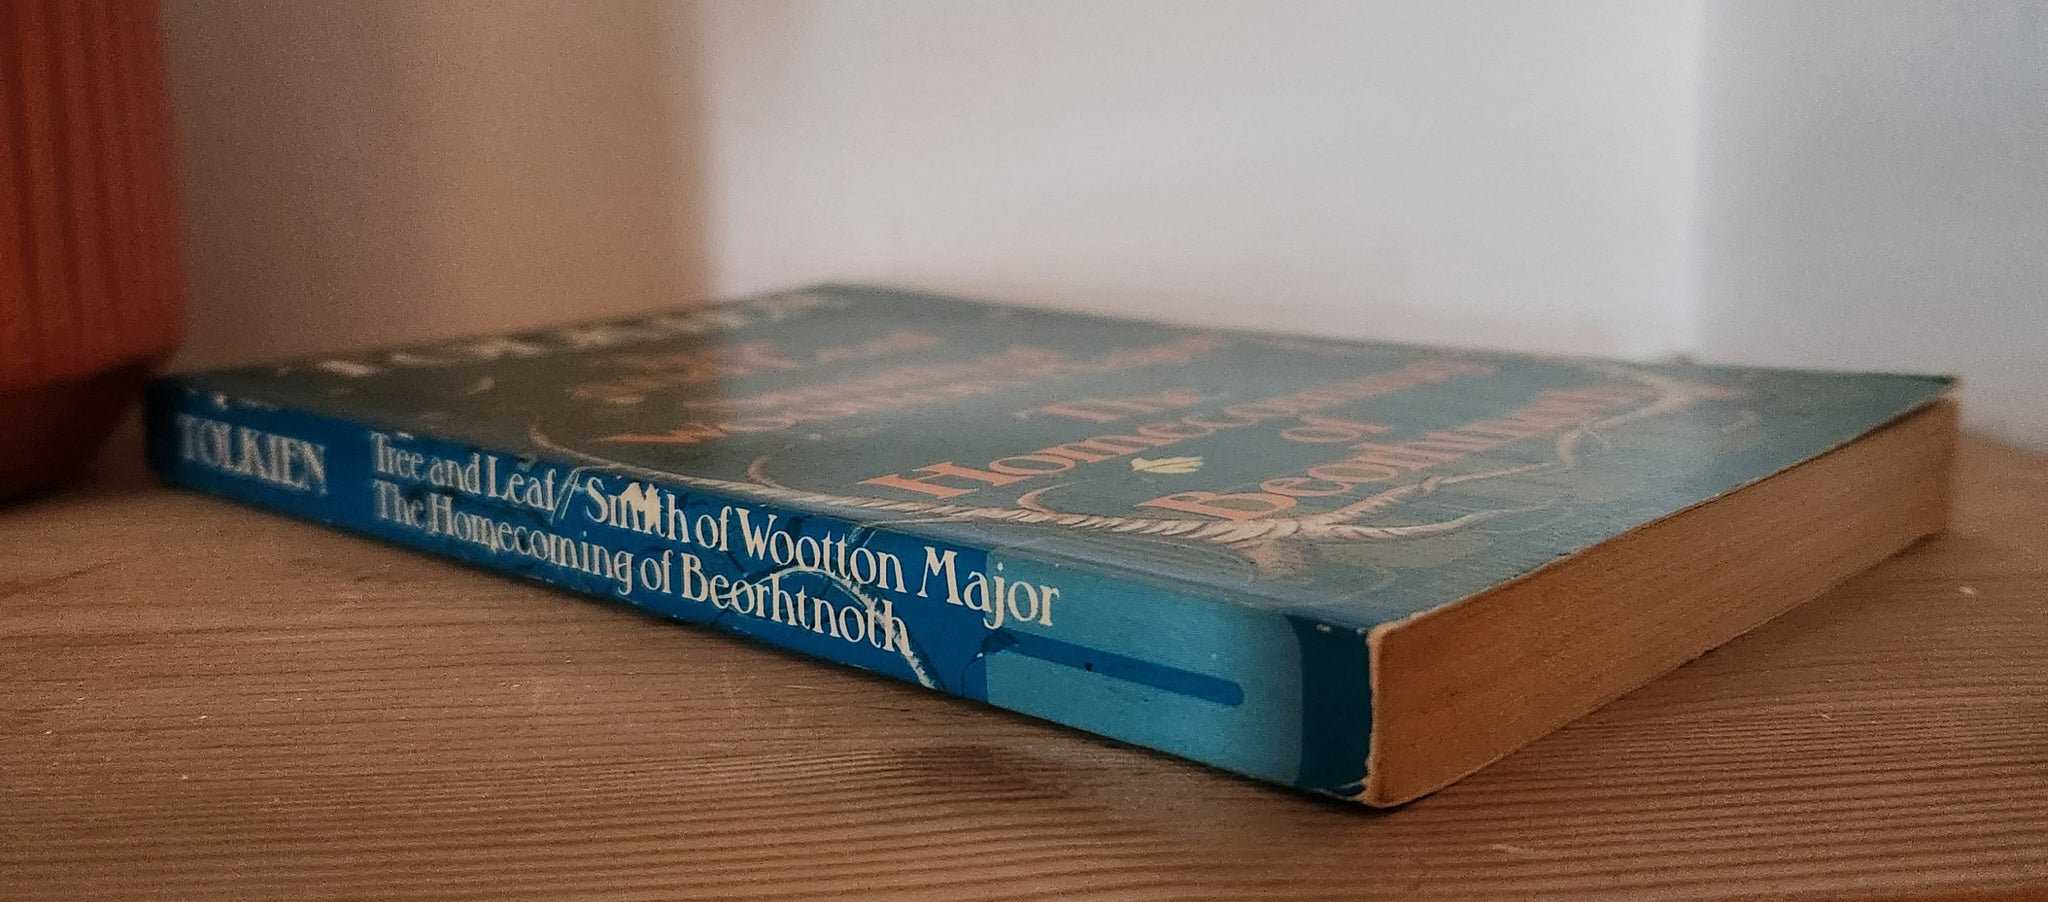 TOLKIEN
Tree and Leaf / Smith of Wootton Major
The Homecoming of Beorhtnoth
The
Homecoming
of
Beorhtnoth